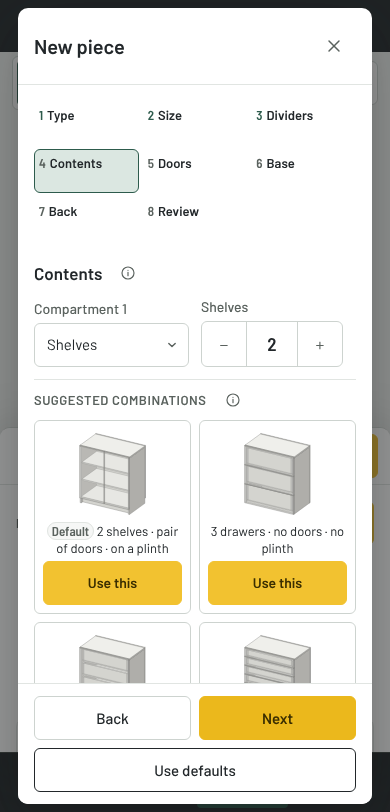 New piece
1 Type
2 Size
3 Dividers
4 Contents
5 Doors
6 Base
7 Back
8 Review
Contents
Compartment 1
Shelves
Shelves
− 2 +
SUGGESTED COMBINATIONS
Default 2 shelves · pair
of doors · on a plinth
Use this
3 drawers · no doors · no
plinth
Use this
Back
Next
Use defaults